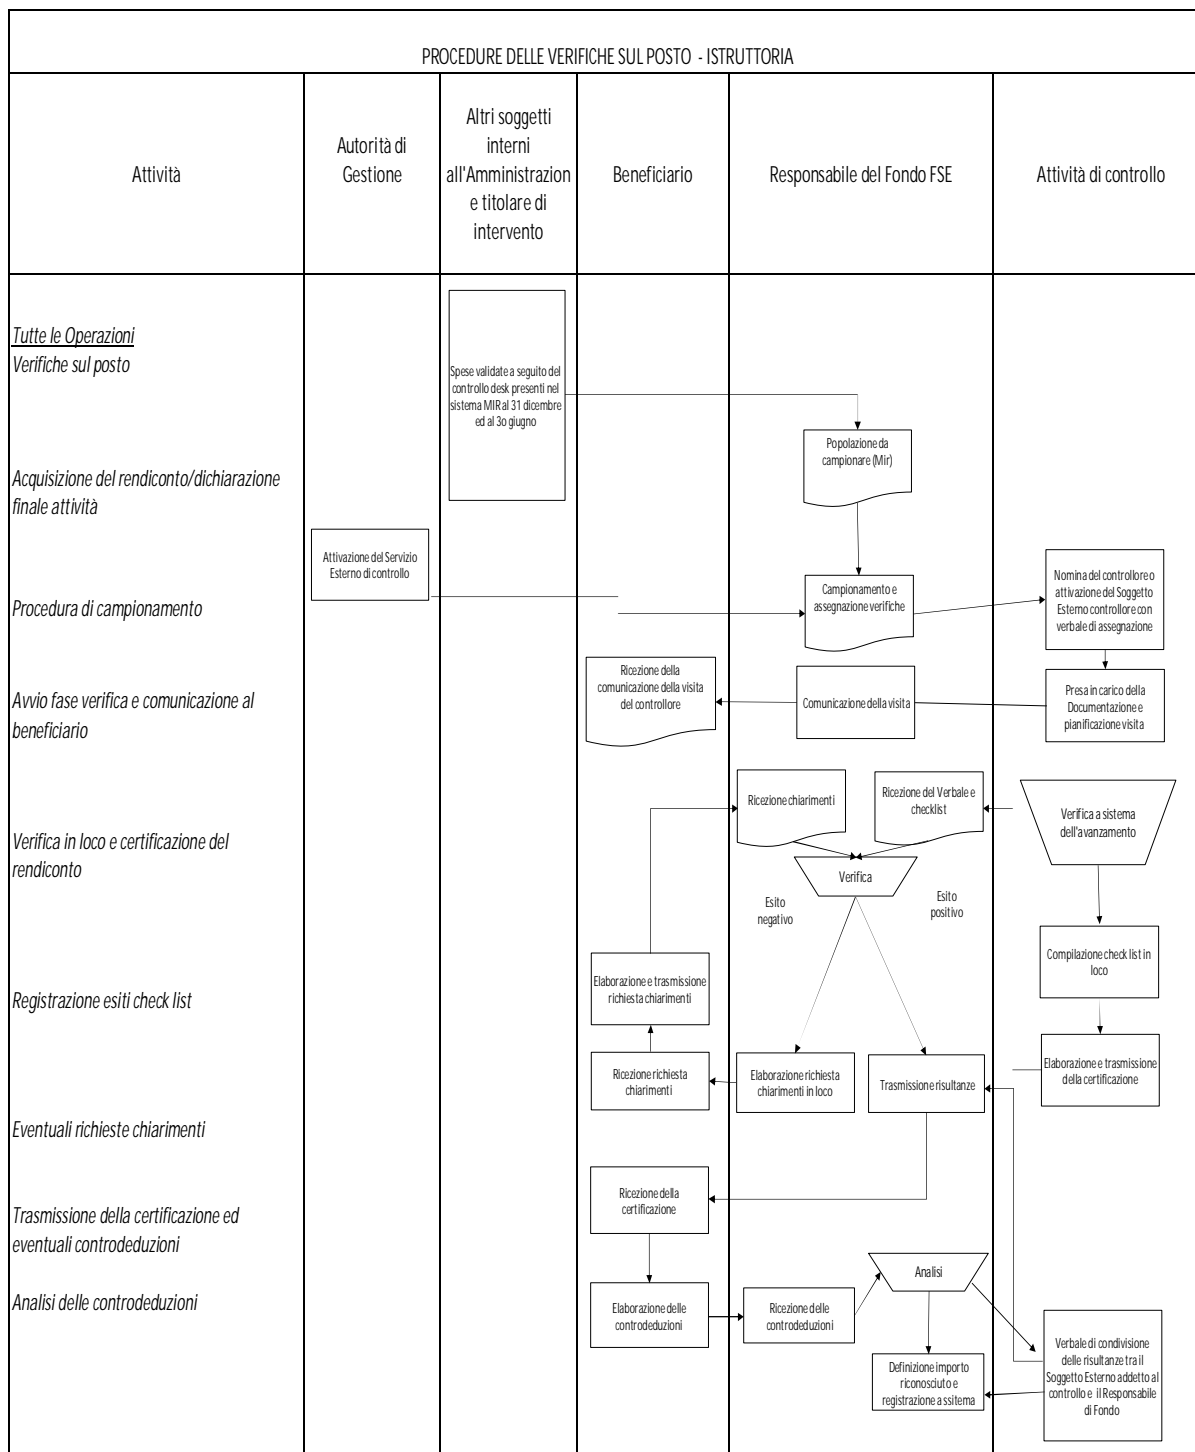 PROCEDURE DELLE VERIFICHE SUL POSTO - ISTRUTTORIA
Attività
Autorità di
Gestione
Altri soggetti
interni
all'Amministrazion
e titolare di
intervento
Beneficiario
Responsabile del Fondo FSE
Attività di controllo
Tutte le Operazioni
Verifiche sul posto
Spese validate a seguito del
controllo desk presenti nel
sistema MIR al 31 dicembre
ed al 3o giugno
Popolazione da
campionare (Mir)
Acquisizione del rendiconto/dichiarazione
finale attività
Attivazione del Servizio
Esterno di controllo
Procedura di campionamento
Campionamento e
assegnazione verifiche
Nomina del controllore o
attivazione del Soggetto
Esterno controllore con
verbale di assegnazione
Avvio fase verifica e comunicazione al
beneficiario
Ricezione della
comunicazione della visita
del controllore
Comunicazione della visita
Presa in carico della
Documentazione e
pianificazione visita
Verifica in loco e certificazione del
rendiconto
Ricezione chiarimenti
Ricezione del Verbale e
checklist
Verifica a sistema
dell'avanzamento
Verifica
Esito
negativo
Esito
positivo
Compilazione check list in
loco
Registrazione esiti check list
Elaborazione e trasmissione
richiesta chiarimenti
Ricezione richiesta
chiarimenti
Elaborazione richiesta
chiarimenti in loco
Trasmissione risultanze
Elaborazione e trasmissione
della certificazione
Eventuali richieste chiarimenti
Trasmissione della certificazione ed
eventuali controdeduzioni
Ricezione della
certificazione
Analisi delle controdeduzioni
Elaborazione delle
controdeduzioni
Ricezione delle
controdeduzioni
Analisi
Definizione importo
riconosciuto e
registrazione a ssitema
Verbale di condivisione
delle risultanze tra il
Soggetto Esterno addetto al
controllo e il Responsabile
di Fondo